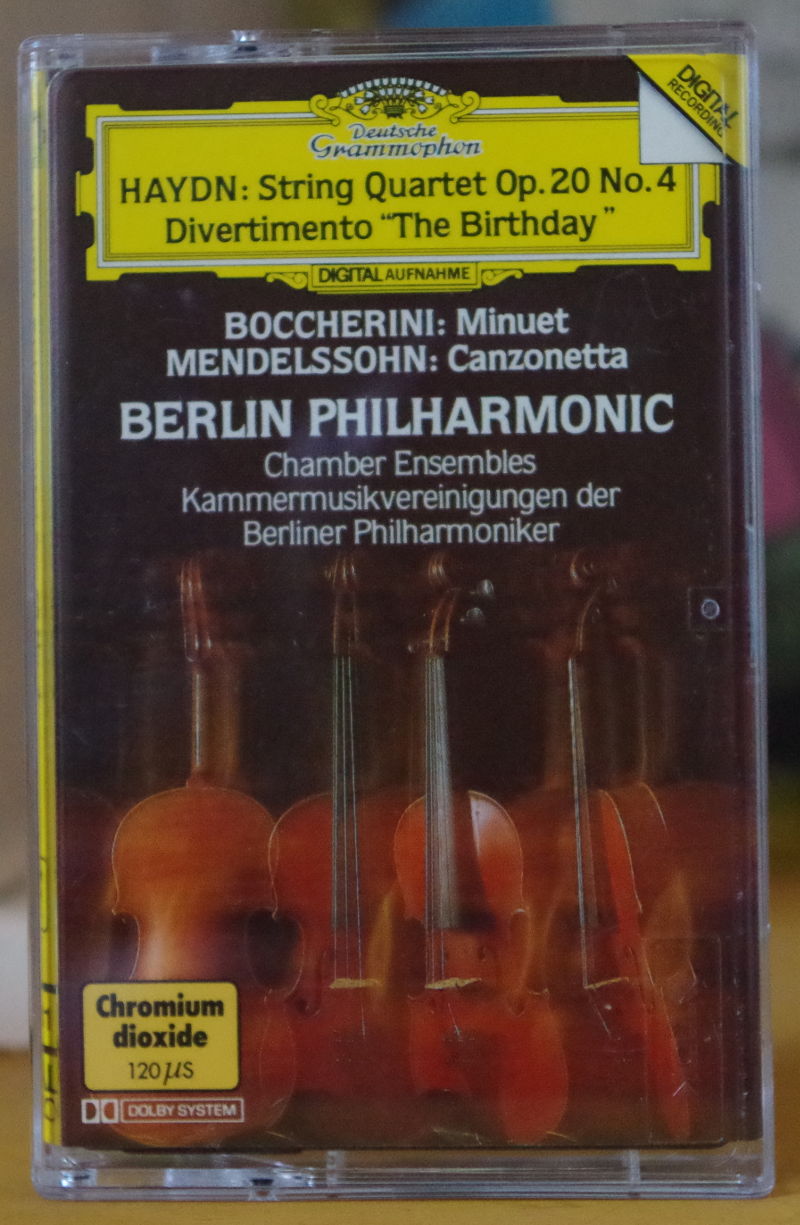 DIGITAL
RECORDING
Deutsche
Grammophon
HAYDN: String Quartet Op. 20 No. 4
Divertimento “The Birthday”
DIGITAL AUFNAHME
BOCCHERINI: Minuet
MENDELSSOHN: Canzonetta
BERLIN PHILHARMONIC
Chamber Ensembles
Kammermusikvereinigungen der
Berliner Philharmoniker
Chromium
dioxide
120 µs
DOLBY SYSTEM